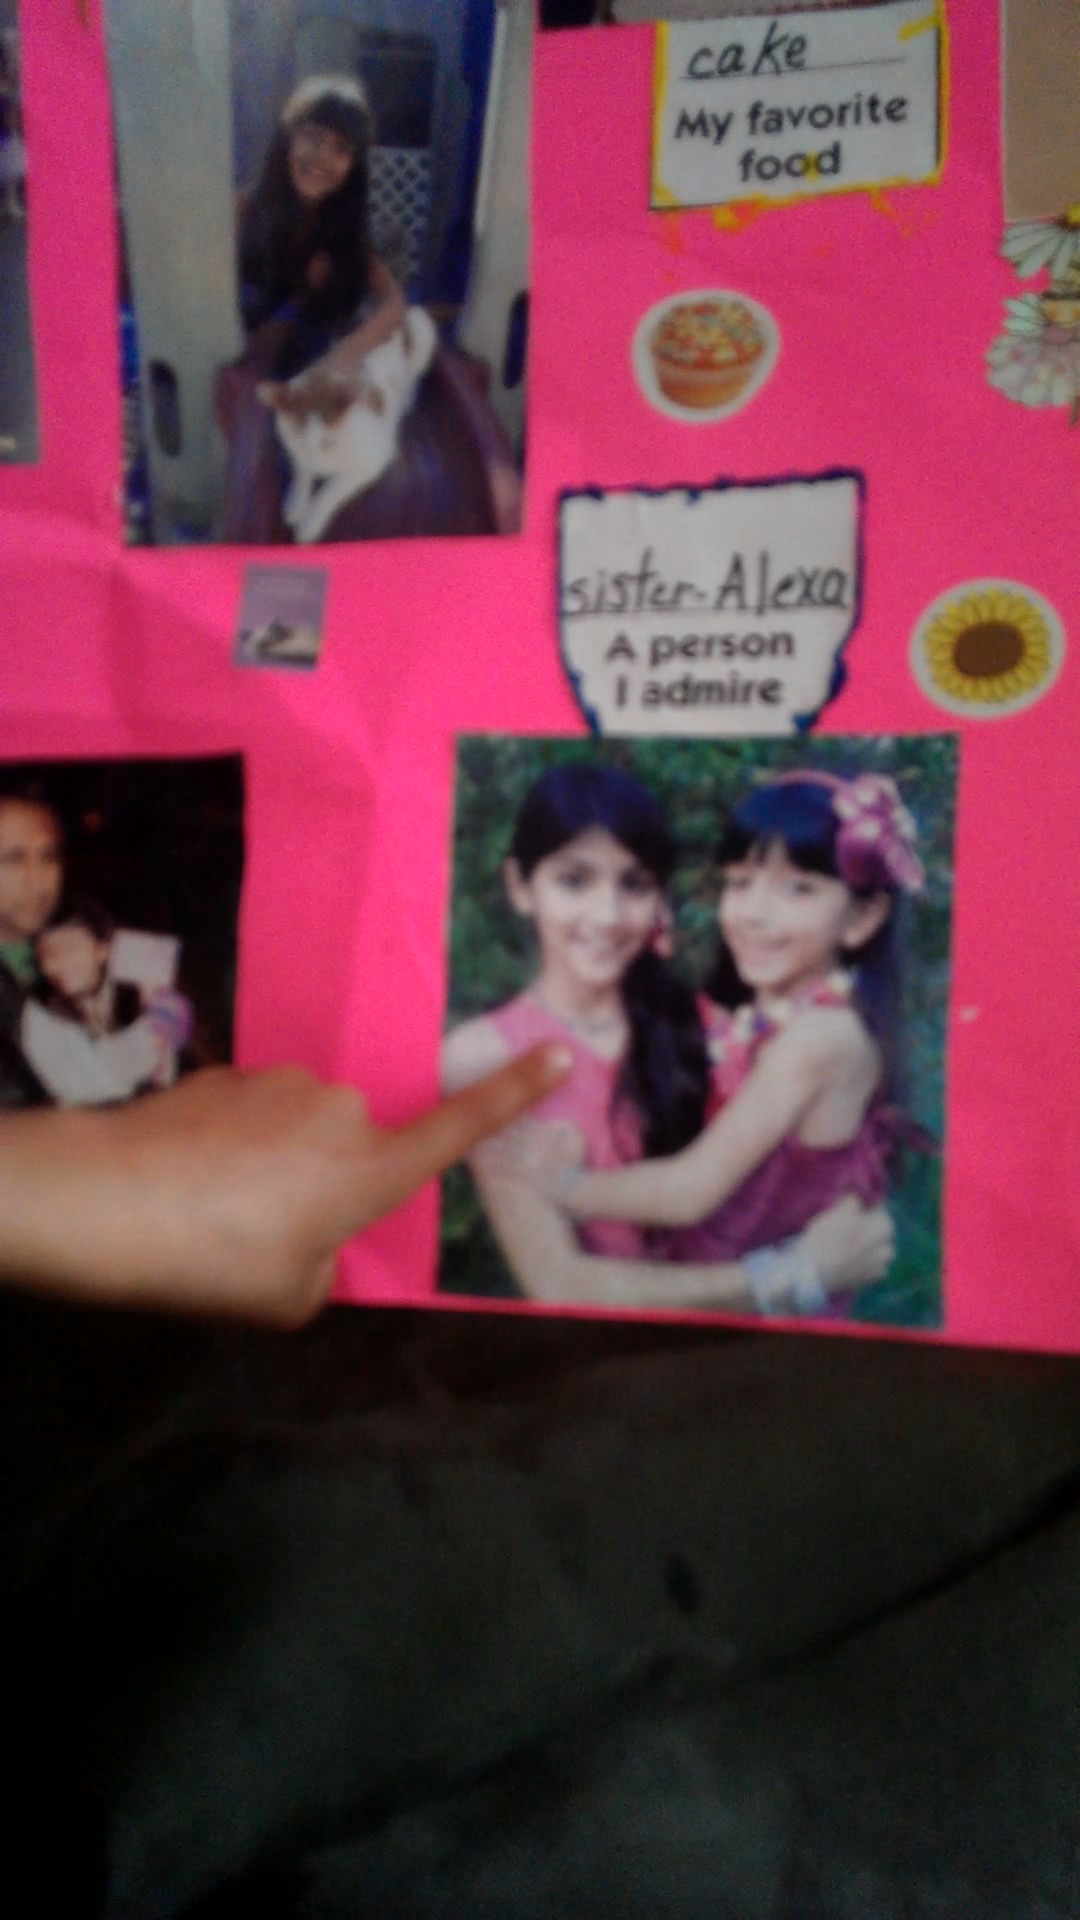 cake
My favorite
food
sister-Alexa
A person
I admire